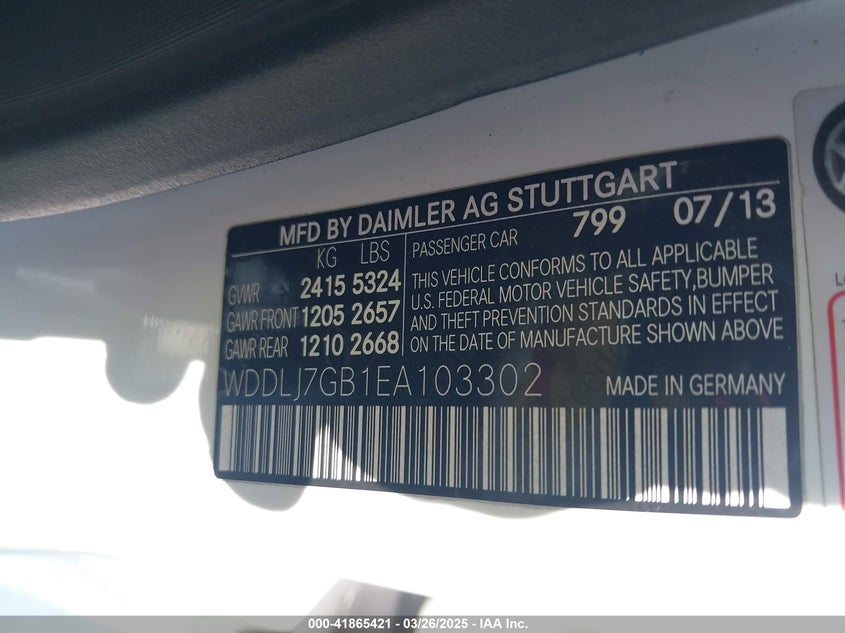 MFD BY DAIMLER AG STUTTGART
KG LBS
GVWR 2415 5324
GAWR FRONT 1205 2657
GAWR REAR 1210 2668
PASSENGER CAR 799 07/13
THIS VEHICLE CONFORMS TO ALL APPLICABLE
U.S. FEDERAL MOTOR VEHICLE SAFETY,BUMPER
AND THEFT PREVENTION STANDARDS IN EFFECT
ON THE DATE OF MANUFACTURE SHOWN ABOVE
WDDLJ7GB1EA103302 MADE IN GERMANY
000-41865421 - 03/26/2025 - IAA Inc.